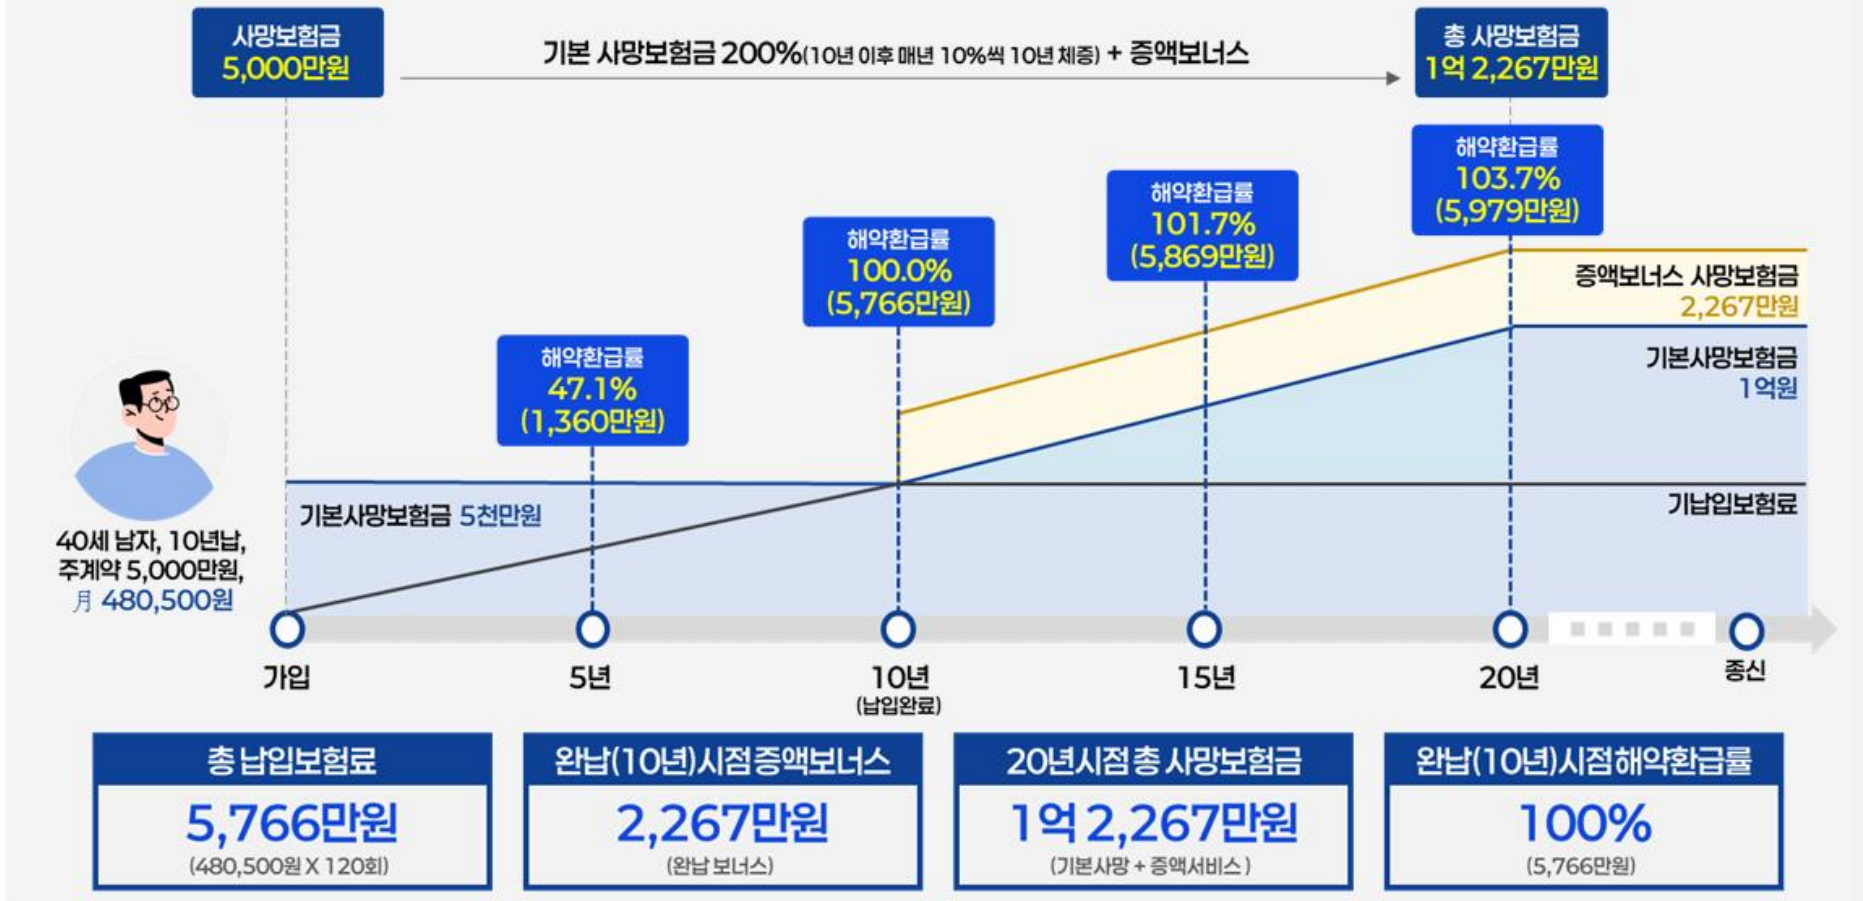 사망보험금
5,000만원
기본 사망보험금 200%(10년 이후 매년 10%씩 10년 체증) + 증액보너스
총 사망보험금
1억 2,267만원
해약환급률
103.7%
(5,979만원)
해약환급률
101.7%
(5,869만원)
해약환급률
100.0%
(5,766만원)
해약환급률
47.1%
(1,360만원)
증액보너스 사망보험금
2,267만원
기본사망보험금
1억원
기본사망보험금 5천만원
기납입보험료
40세 남자, 10년납,
주계약 5,000만원,
月 480,500원
가입
5년
10년
(납입완료)
15년
20년
종신
총 납입보험료
5,766만원
(480,500원 X 120회)
완납(10년)시점 증액보너스
2,267만원
(완납 보너스)
20년시점 총 사망보험금
1억 2,267만원
(기본사망 + 증액서비스 )
완납(10년)시점 해약환급률
100%
(5,766만원)